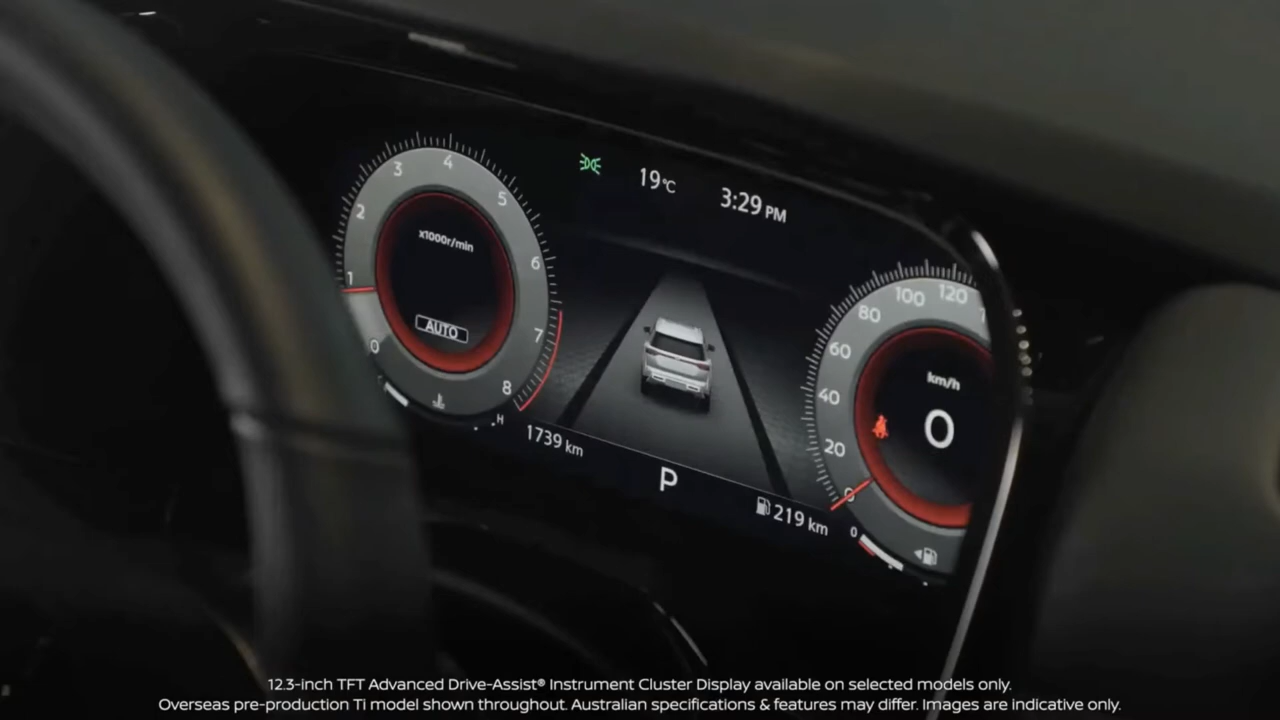 19°C 3:29 PM
0 1 2 3 4 5 6 7 8
x1000r/min
AUTO
H
1739 km
P
219 km
0 20 40 60 80 100 120
km/h
0
0
12.3-inch TFT Advanced Drive-Assist® Instrument Cluster Display available on selected models only.
Overseas pre-production Ti model shown throughout. Australian specifications & features may differ. Images are indicative only.